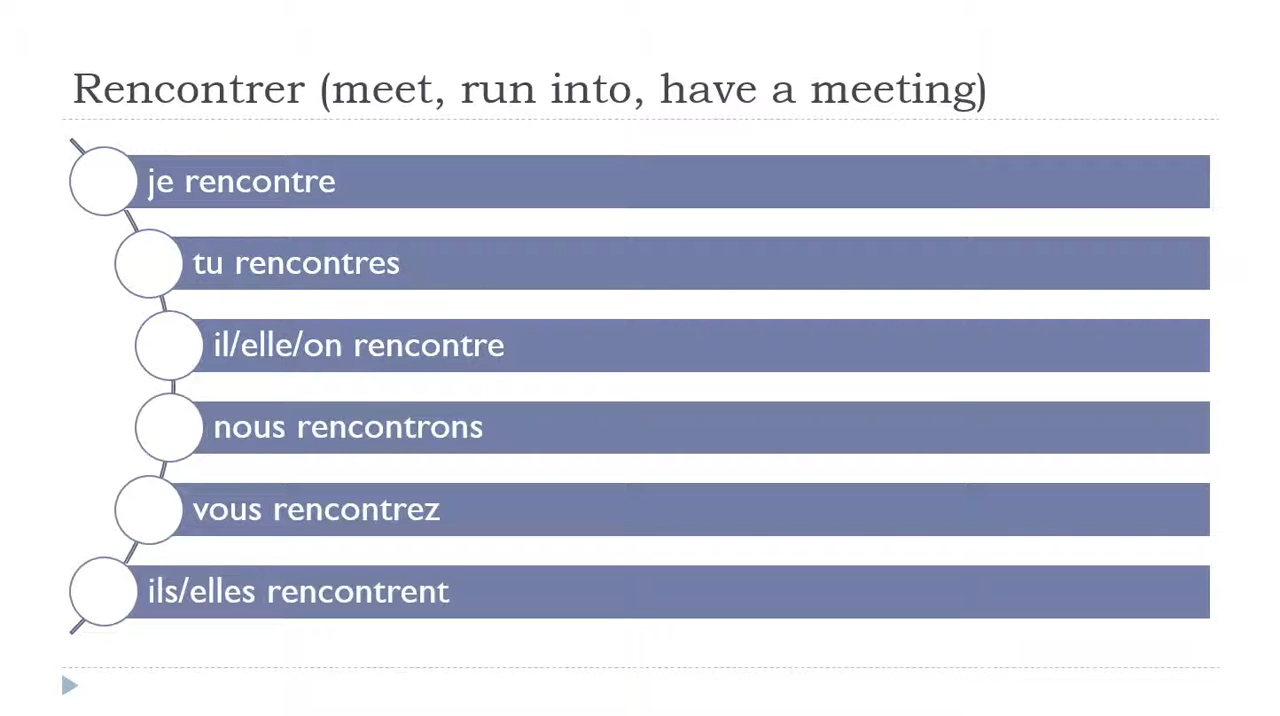 Rencontrer (meet, run into, have a meeting)
je rencontre
tu rencontres
il/elle/on rencontre
nous rencontrons
vous rencontrez
ils/elles rencontrent